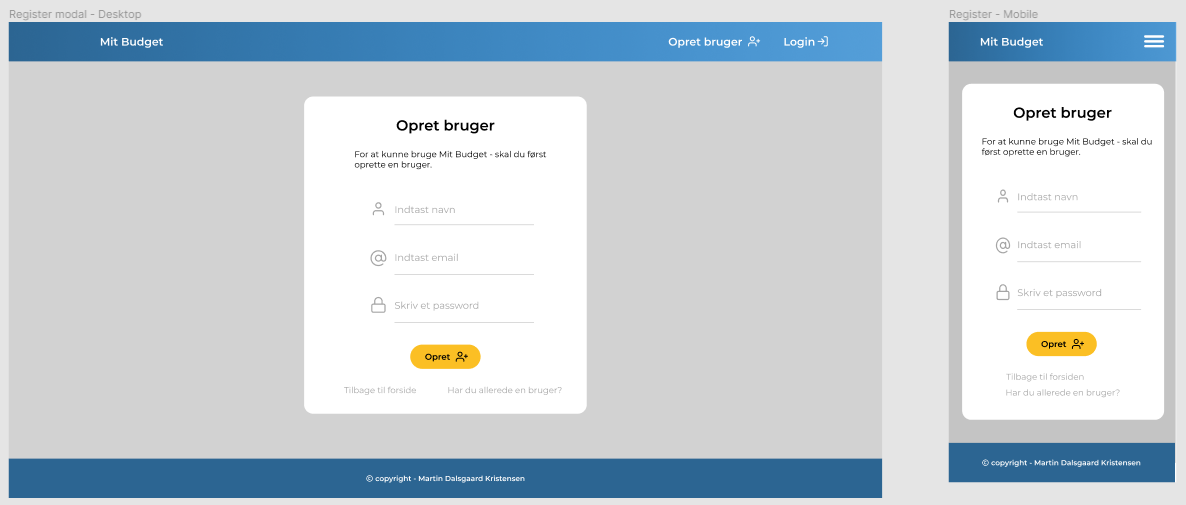 Register modal - Desktop
Mit Budget
Opret bruger
Login
Opret bruger
For at kunne bruge Mit Budget - skal du først
oprette en bruger.
Indtast navn
Indtast email
Skriv et password
Opret
Tilbage til forside
Har du allerede en bruger?
© copyright - Martin Dalsgaard Kristensen
Register - Mobile
Mit Budget
Opret bruger
For at kunne bruge Mit Budget - skal du
først oprette en bruger.
Indtast navn
Indtast email
Skriv et password
Opret
Tilbage til forsiden
Har du allerede en bruger?
© copyright - Martin Dalsgaard Kristensen